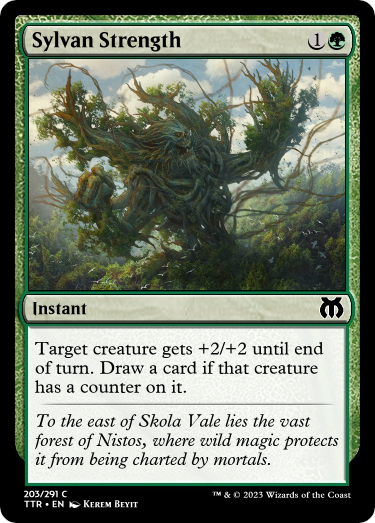 Sylvan Strength 1
Instant
Target creature gets +2/+2 until end
of turn. Draw a card if that creature
has a counter on it.
To the east of Skola Vale lies the vast
forest of Nistos, where wild magic protects
it from being charted by mortals.
203/291 C
TTR • EN Kerem Beyit
™ & © 2023 Wizards of the Coast